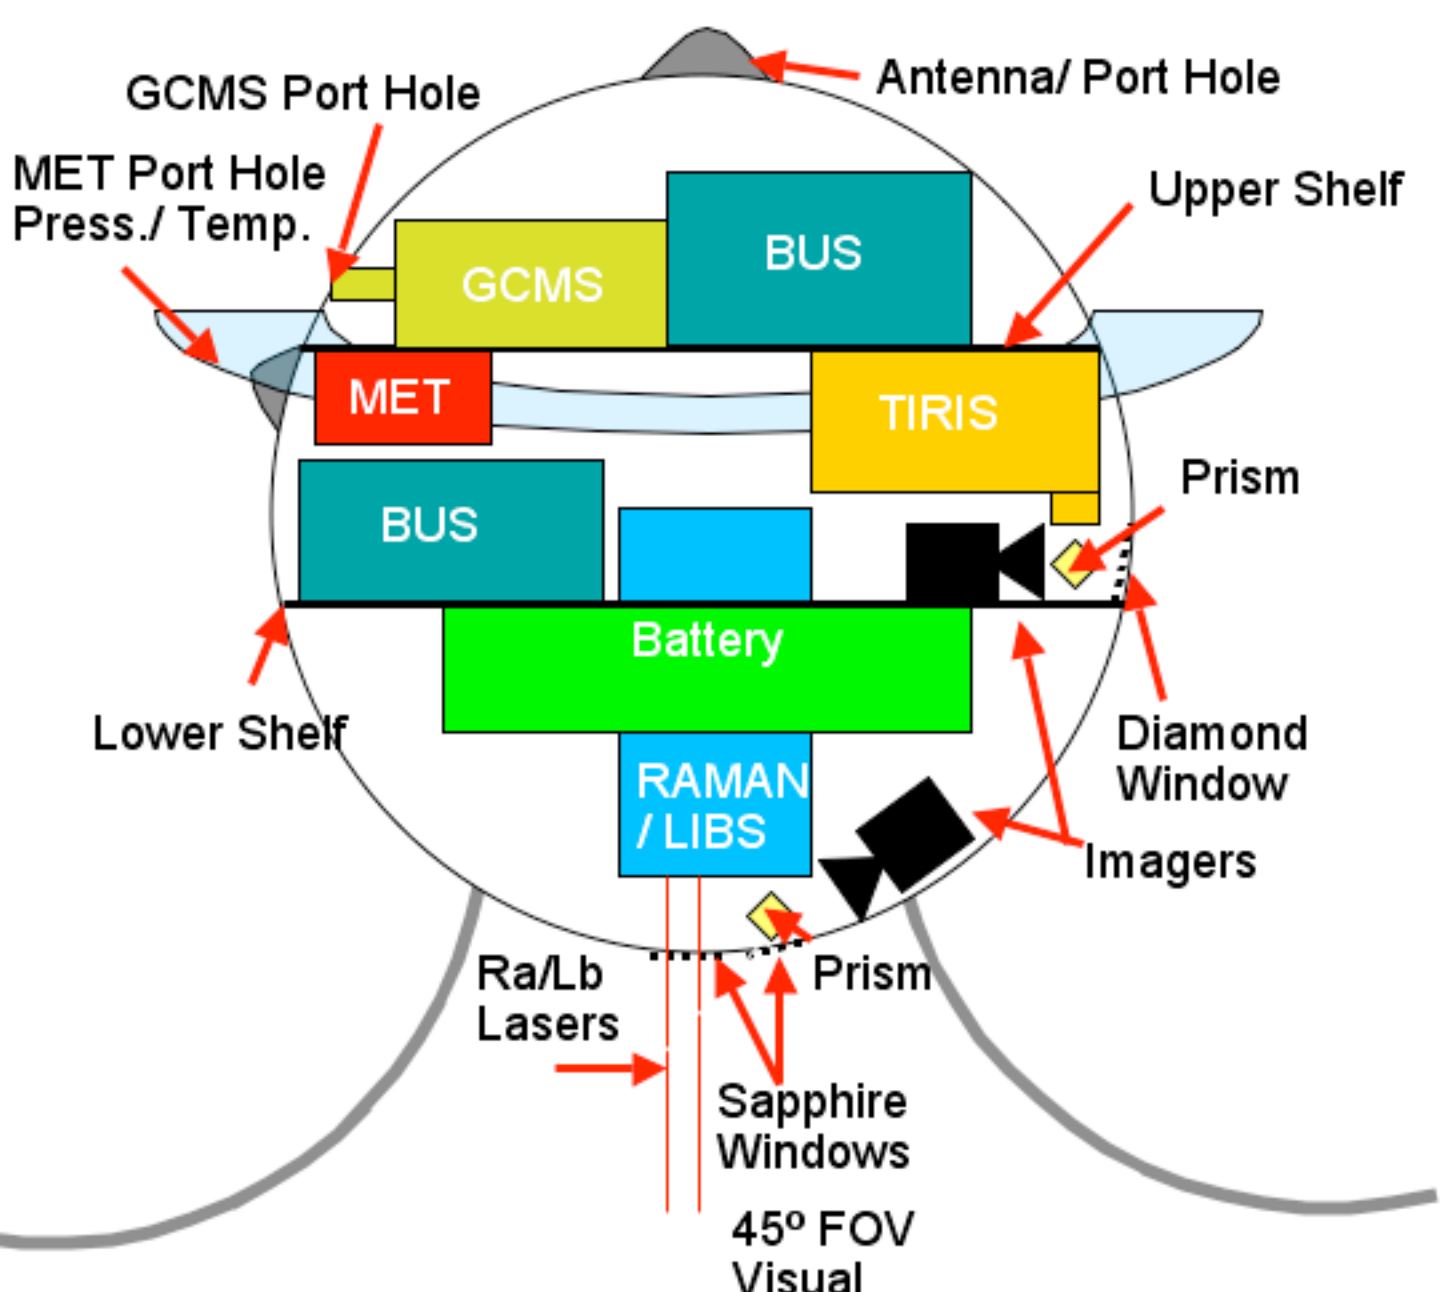 Antenna/ Port Hole
GCMS Port Hole
MET Port Hole
Press./ Temp.
Upper Shelf
BUS
GCMS
MET
TIRIS
Prism
BUS
Battery
Lower Shelf
Diamond
Window
RAMAN
/ LIBS
Imagers
Ra/Lb
Lasers
Prism
Sapphire
Windows
45º FOV
Visual